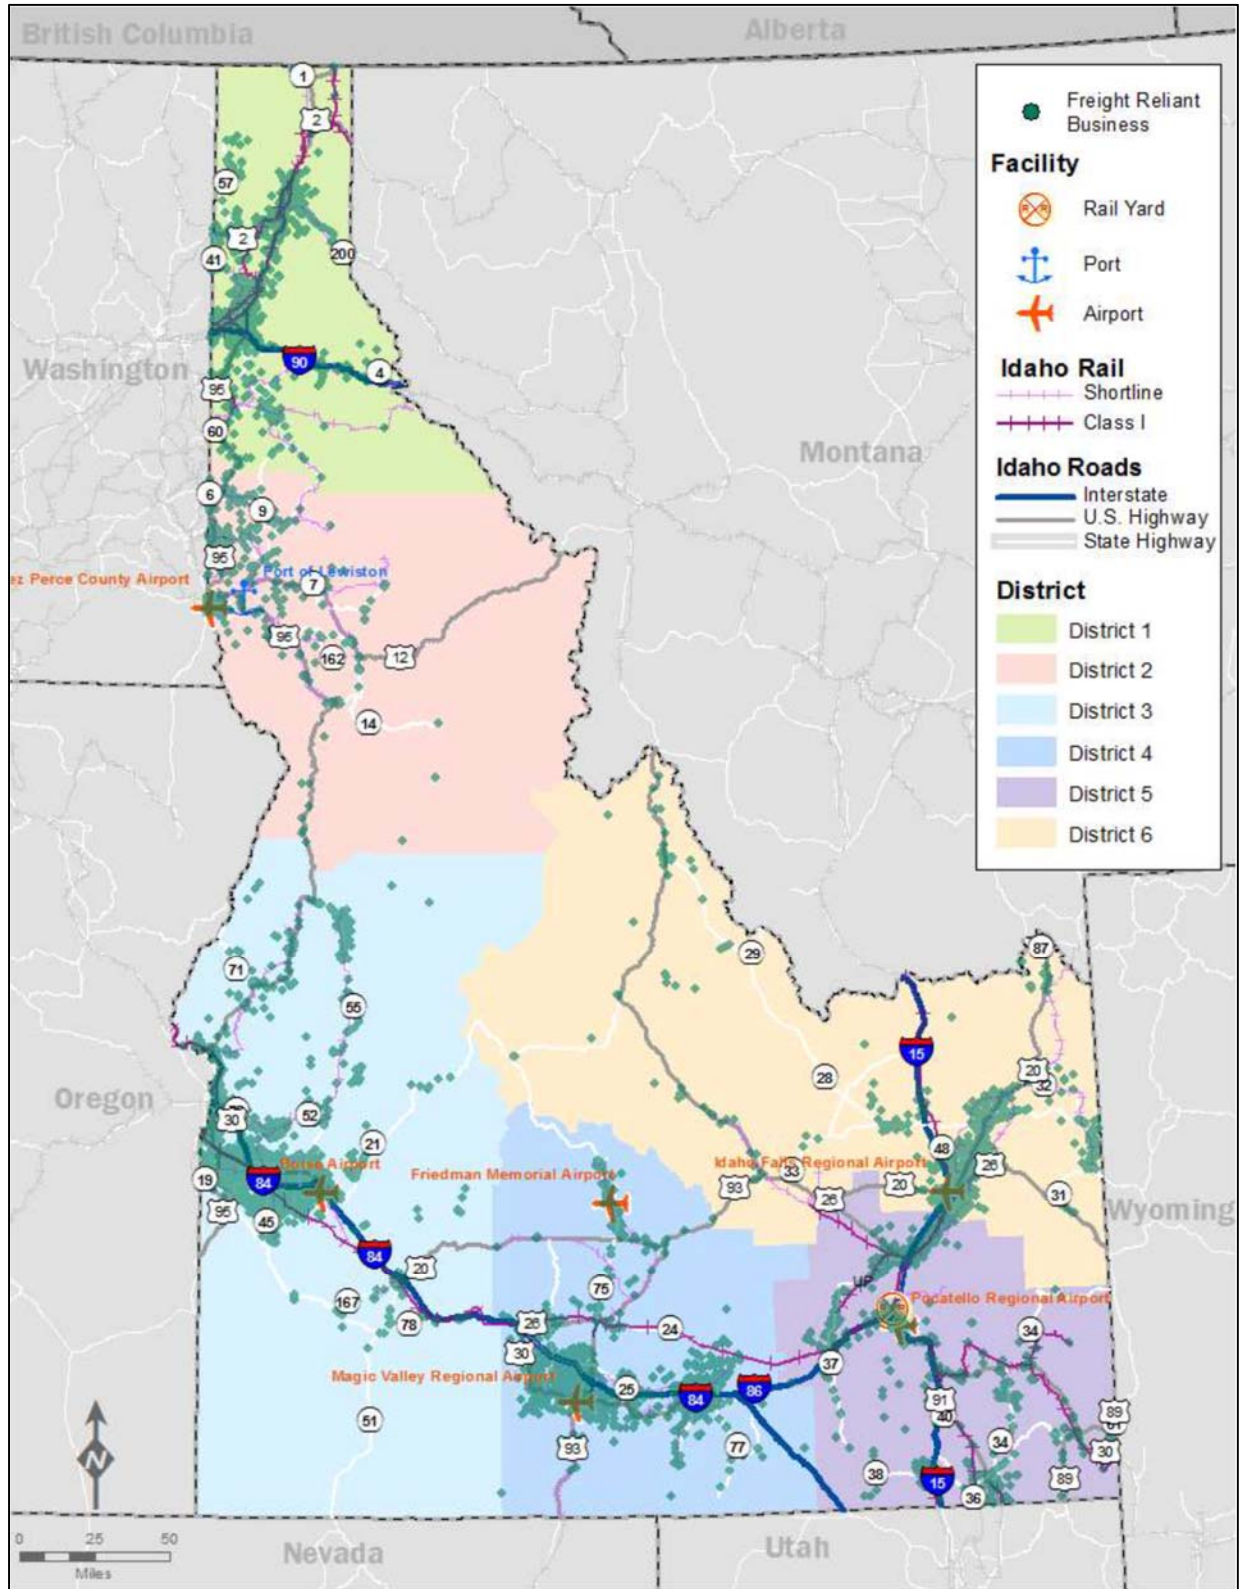 British Columbia
Alberta
1
2
57
2
41
200
Washington
90
4
95
60
Montana
6
9
95
ez Perce County Airport
Port of Lewiston
7
95
162
12
14
Freight Reliant
Business
Facility
Rail Yard
Port
Airport
Idaho Rail
Shortline
Class I
Idaho Roads
Interstate
U.S. Highway
State Highway
District
District 1
District 2
District 3
District 4
District 5
District 6
71
29
87
55
15
28
20
32
Oregon
30
52
21
48
Boise Airport
Friedman Memorial Airport
Idaho Falls Regional Airport
84
19
33
26
93
26
20
31
95
45
Wyoming
84
20
75
UP
Pocatello Regional Airport
167
78
26
24
34
30
37
Magic Valley Regional Airport
25
84
86
91
40
51
89
93
77
34
30
38
15
89
36
N
0 25 50
Miles
Nevada
Utah